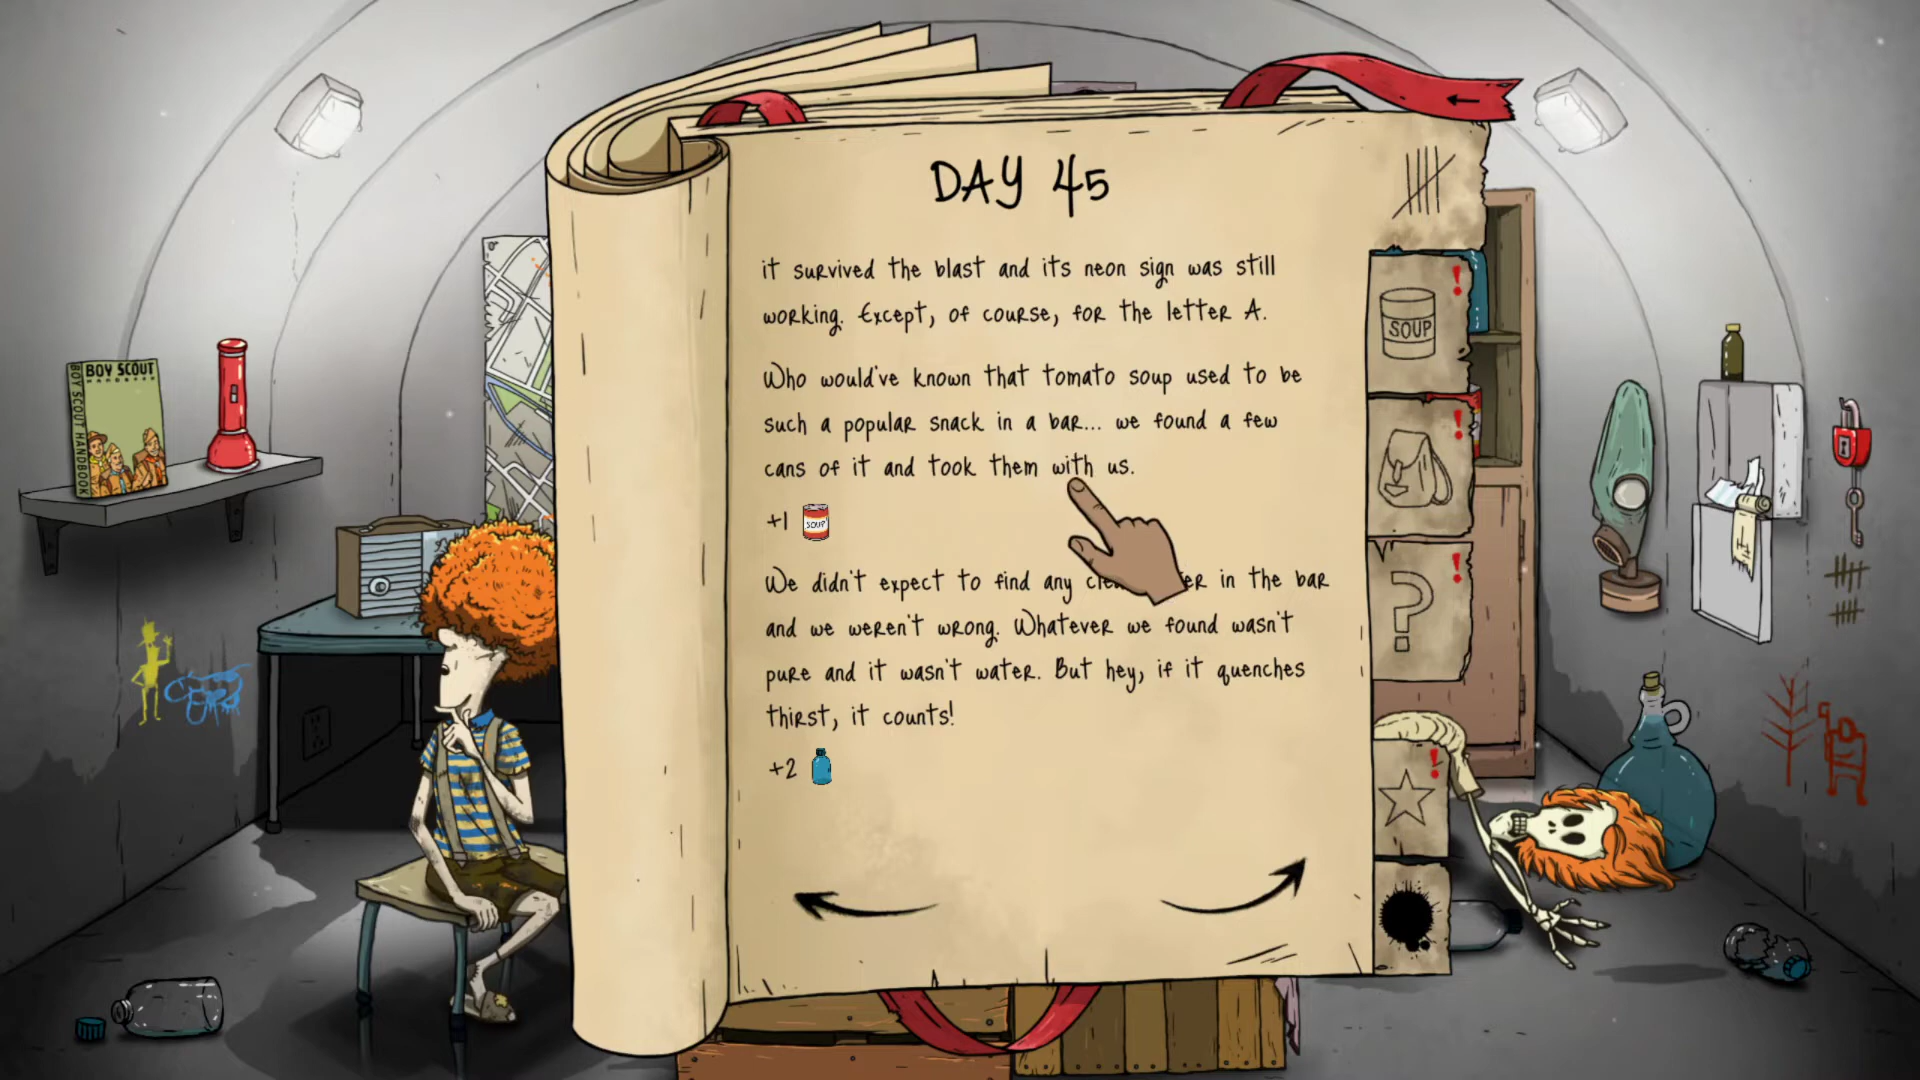 DAY 45
it survived the blast and its neon sign was still
working. Except, of course, for the letter A.
Who would've known that tomato soup used to be
such a popular snack in a bar... we found a few
cans of it and took them with us.
+1 SOUP
We didn't expect to find any in the bar
and we weren't wrong. Whatever we found wasn't
pure and it wasn't water. But hey, if it quenches
thirst, it counts!
+2
SOUP
!
!
?
!
!
BOY SCOUT
HANDBOOK
BOY SCOUT HANDBOOK